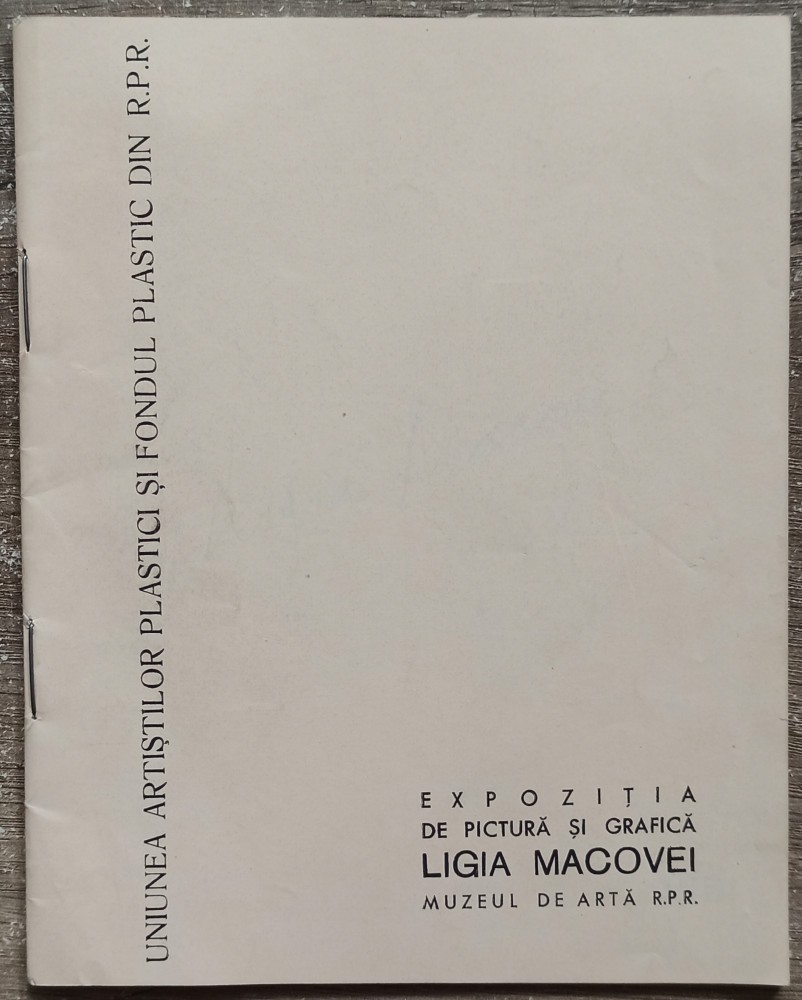 UNIUNEA ARTIȘTILOR PLASTICI ȘI FONDUL PLASTIC DIN R.P.R.
EXPOZIȚIA
DE PICTURĂ ȘI GRAFICĂ
LIGIA MACOVEI
MUZEUL DE ARTĂ R.P.R.